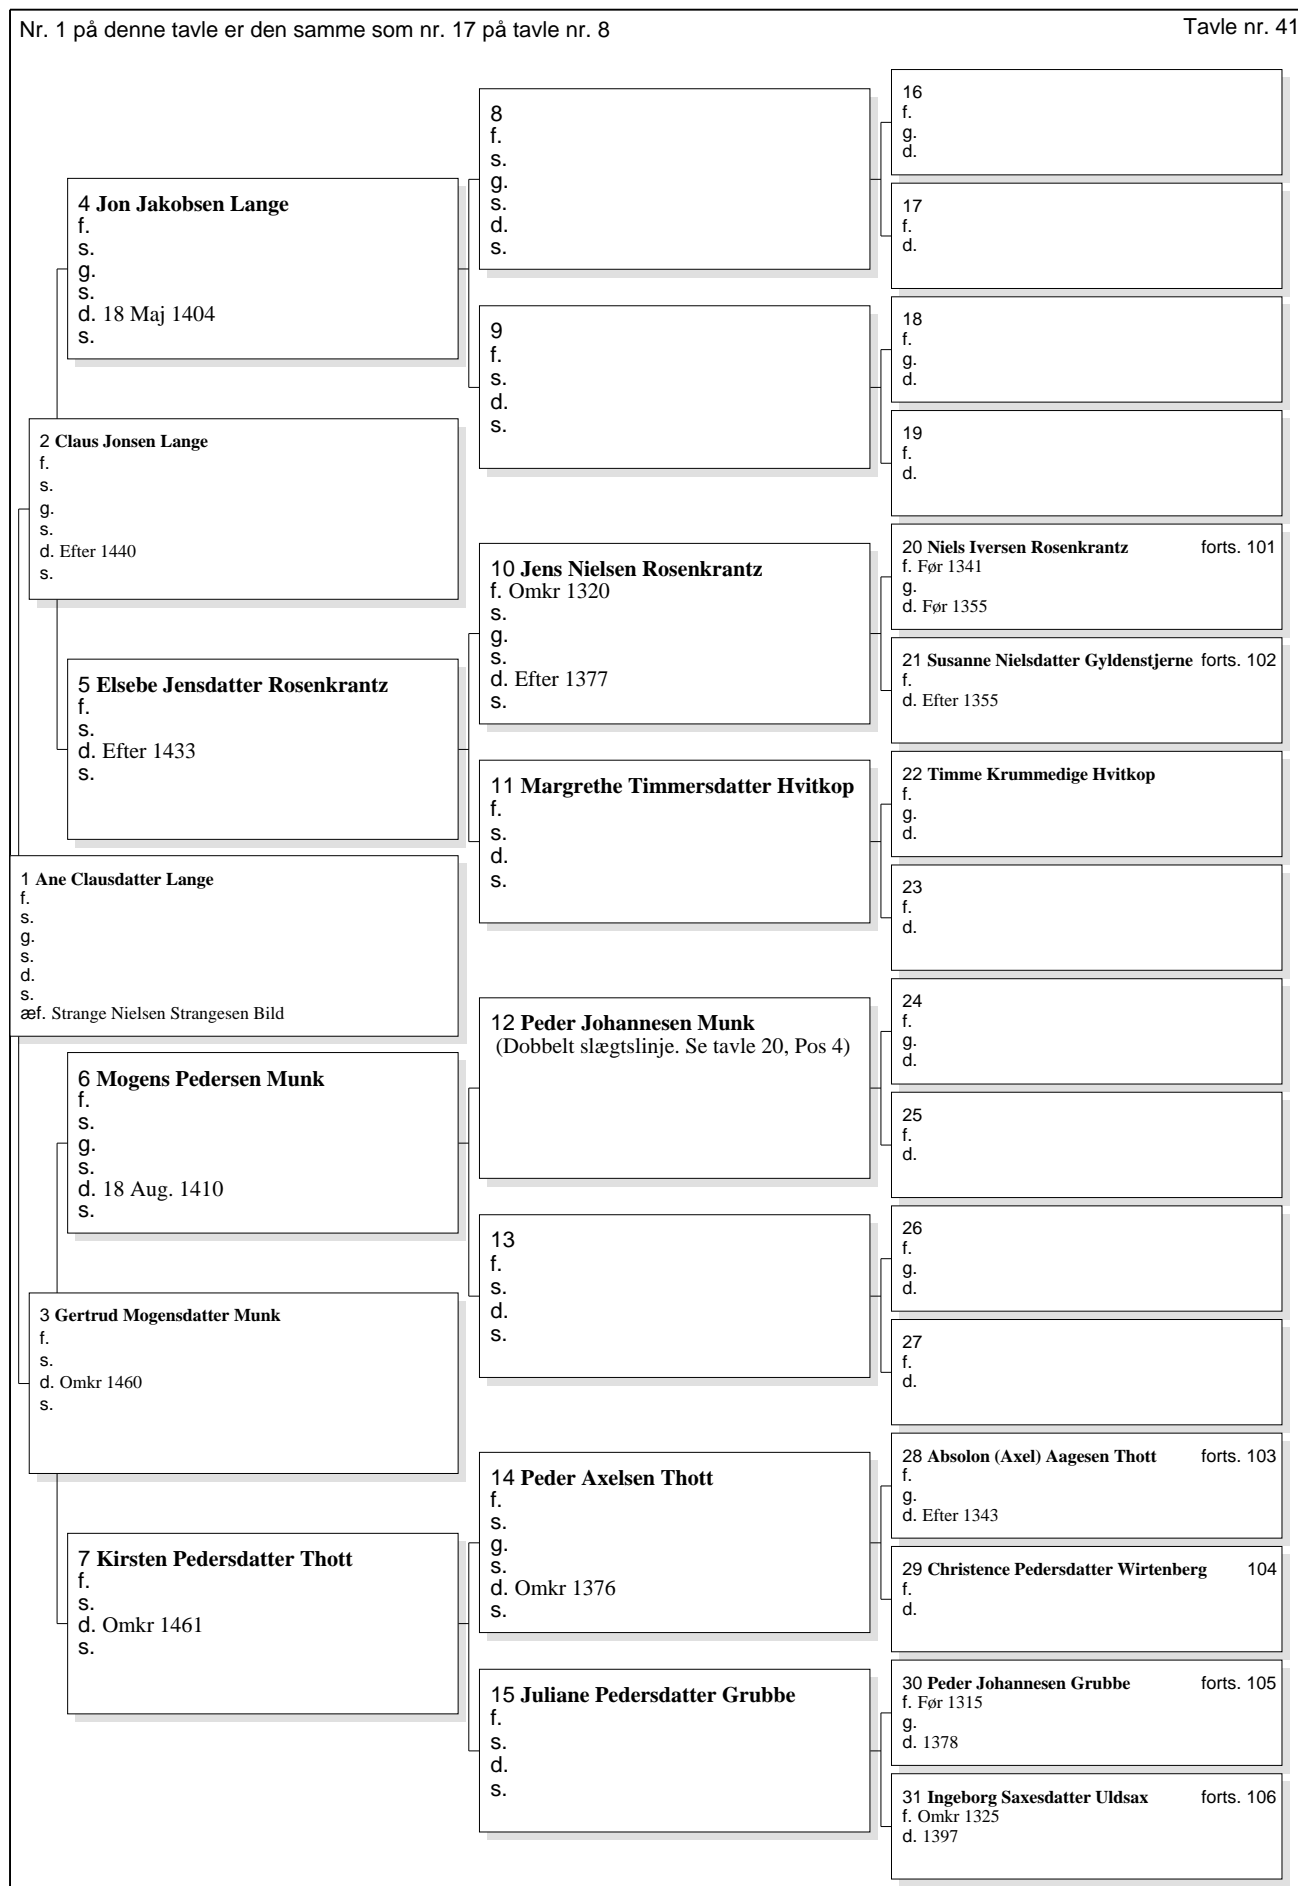 Nr. 1 på denne tavle er den samme som nr. 17 på tavle nr. 8
Tavle nr. 41
1 Ane Clausdatter Lange
f.
s.
g.
s.
d.
s.
æf. Strange Nielsen Strangesen Bild
2 Claus Jonsen Lange
f.
s.
g.
s.
d. Efter 1440
s.
3 Gertrud Mogensdatter Munk
f.
s.
d. Omkr 1460
s.
4 Jon Jakobsen Lange
f.
s.
g.
s.
d. 18 Maj 1404
s.
5 Elsebe Jensdatter Rosenkrantz
f.
s.
d. Efter 1433
s.
6 Mogens Pedersen Munk
f.
s.
g.
s.
d. 18 Aug. 1410
s.
7 Kirsten Pedersdatter Thott
f.
s.
d. Omkr 1461
s.
8
f.
s.
g.
s.
d.
s.
9
f.
s.
d.
s.
10 Jens Nielsen Rosenkrantz
f. Omkr 1320
s.
g.
s.
d. Efter 1377
s.
11 Margrethe Timmersdatter Hvitkop
f.
s.
d.
s.
12 Peder Johannesen Munk
(Dobbelt slægtslinje. Se tavle 20, Pos 4)
13
f.
s.
d.
s.
14 Peder Axelsen Thott
f.
s.
g.
s.
d. Omkr 1376
s.
15 Juliane Pedersdatter Grubbe
f.
s.
d.
s.
16
f.
g.
d.
17
f.
d.
18
f.
g.
d.
19
f.
d.
20 Niels Iversen Rosenkrantz forts. 101
f. Før 1341
g.
d. Før 1355
21 Susanne Nielsdatter Gyldenstjerne forts. 102
f.
d. Efter 1355
22 Timme Krummedige Hvitkop
f.
g.
d.
23
f.
d.
24
f.
g.
d.
25
f.
d.
26
f.
g.
d.
27
f.
d.
28 Absolon (Axel) Aagesen Thott forts. 103
f.
g.
d. Efter 1343
29 Christence Pedersdatter Wirtenberg 104
f.
d.
30 Peder Johannesen Grubbe forts. 105
f. Før 1315
g.
d. 1378
31 Ingeborg Saxesdatter Uldsax forts. 106
f. Omkr 1325
d. 1397